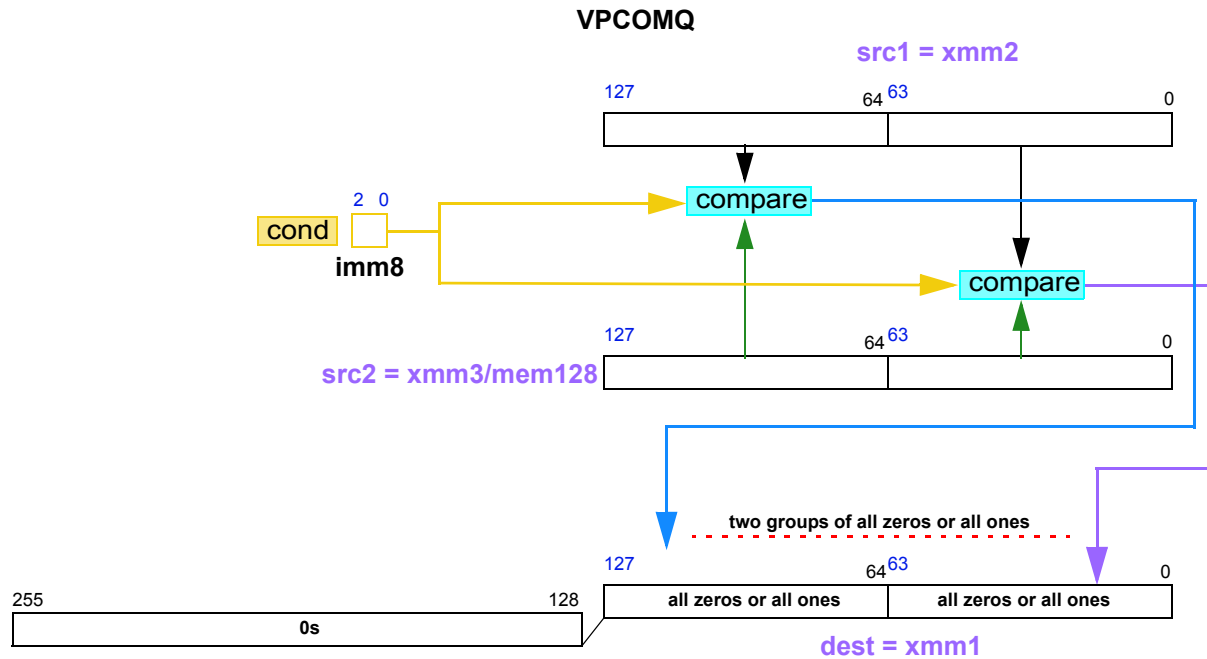 VPCOMQ
src1 = xmm2
127 64 63 0
compare
2 0
cond
imm8
compare
127 64 63 0
src2 = xmm3/mem128
two groups of all zeros or all ones
127 64 63 0
all zeros or all ones all zeros or all ones
255 128
0s
dest = xmm1